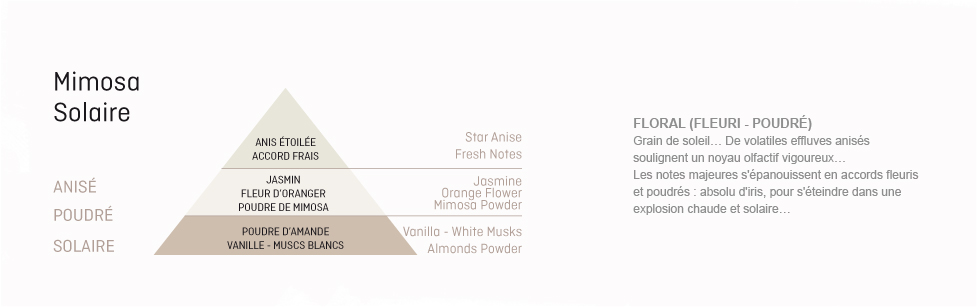 Mimosa
Solaire
ANISÉ
POUDRÉ
SOLAIRE
ANIS ÉTOILÉE
ACCORD FRAIS
JASMIN
FLEUR D'ORANGER
POUDRE DE MIMOSA
POUDRE D'AMANDE
VANILLE - MUSCS BLANCS
Star Anise
Fresh Notes
Jasmine
Orange Flower
Mimosa Powder
Vanilla - White Musks
Almonds Powder
FLORAL (FLEURI - POUDRÉ)
Grain de soleil… De volatiles effluves anisés
soulignent un noyau olfactif vigoureux…
Les notes majeures s'épanouissent en accords fleuris
et poudrés : absolu d'iris, pour s'éteindre dans une
explosion chaude et solaire…